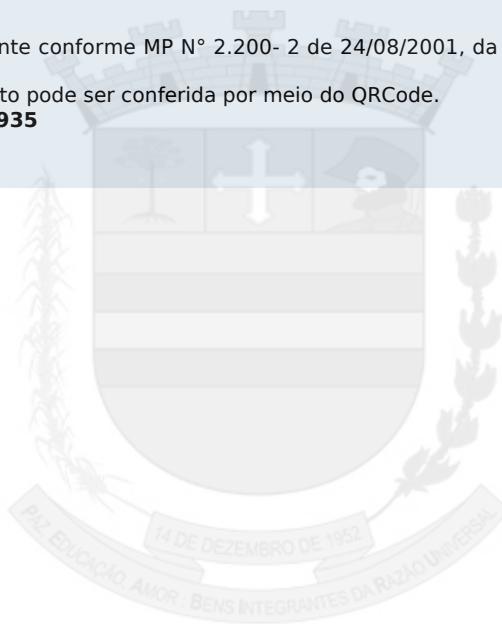 nte conforme MP N° 2.200- 2 de 24/08/2001, da
to pode ser conferida por meio do QRCode.
935
14 DE DEZEMBRO DE 1952
PAZ, EDUCAÇÃO, AMOR : BENS INTEGRANTES DA RAZÃO UNIVERSAL